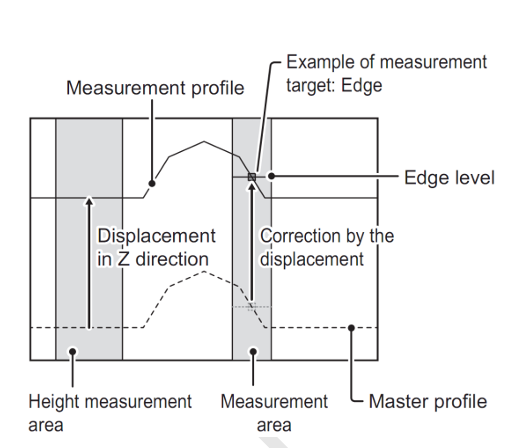 Example of measurement
target: Edge
Measurement profile
Edge level
Displacement
in Z direction
Correction by the
displacement
Height measurement
area
Measurement
area
Master profile